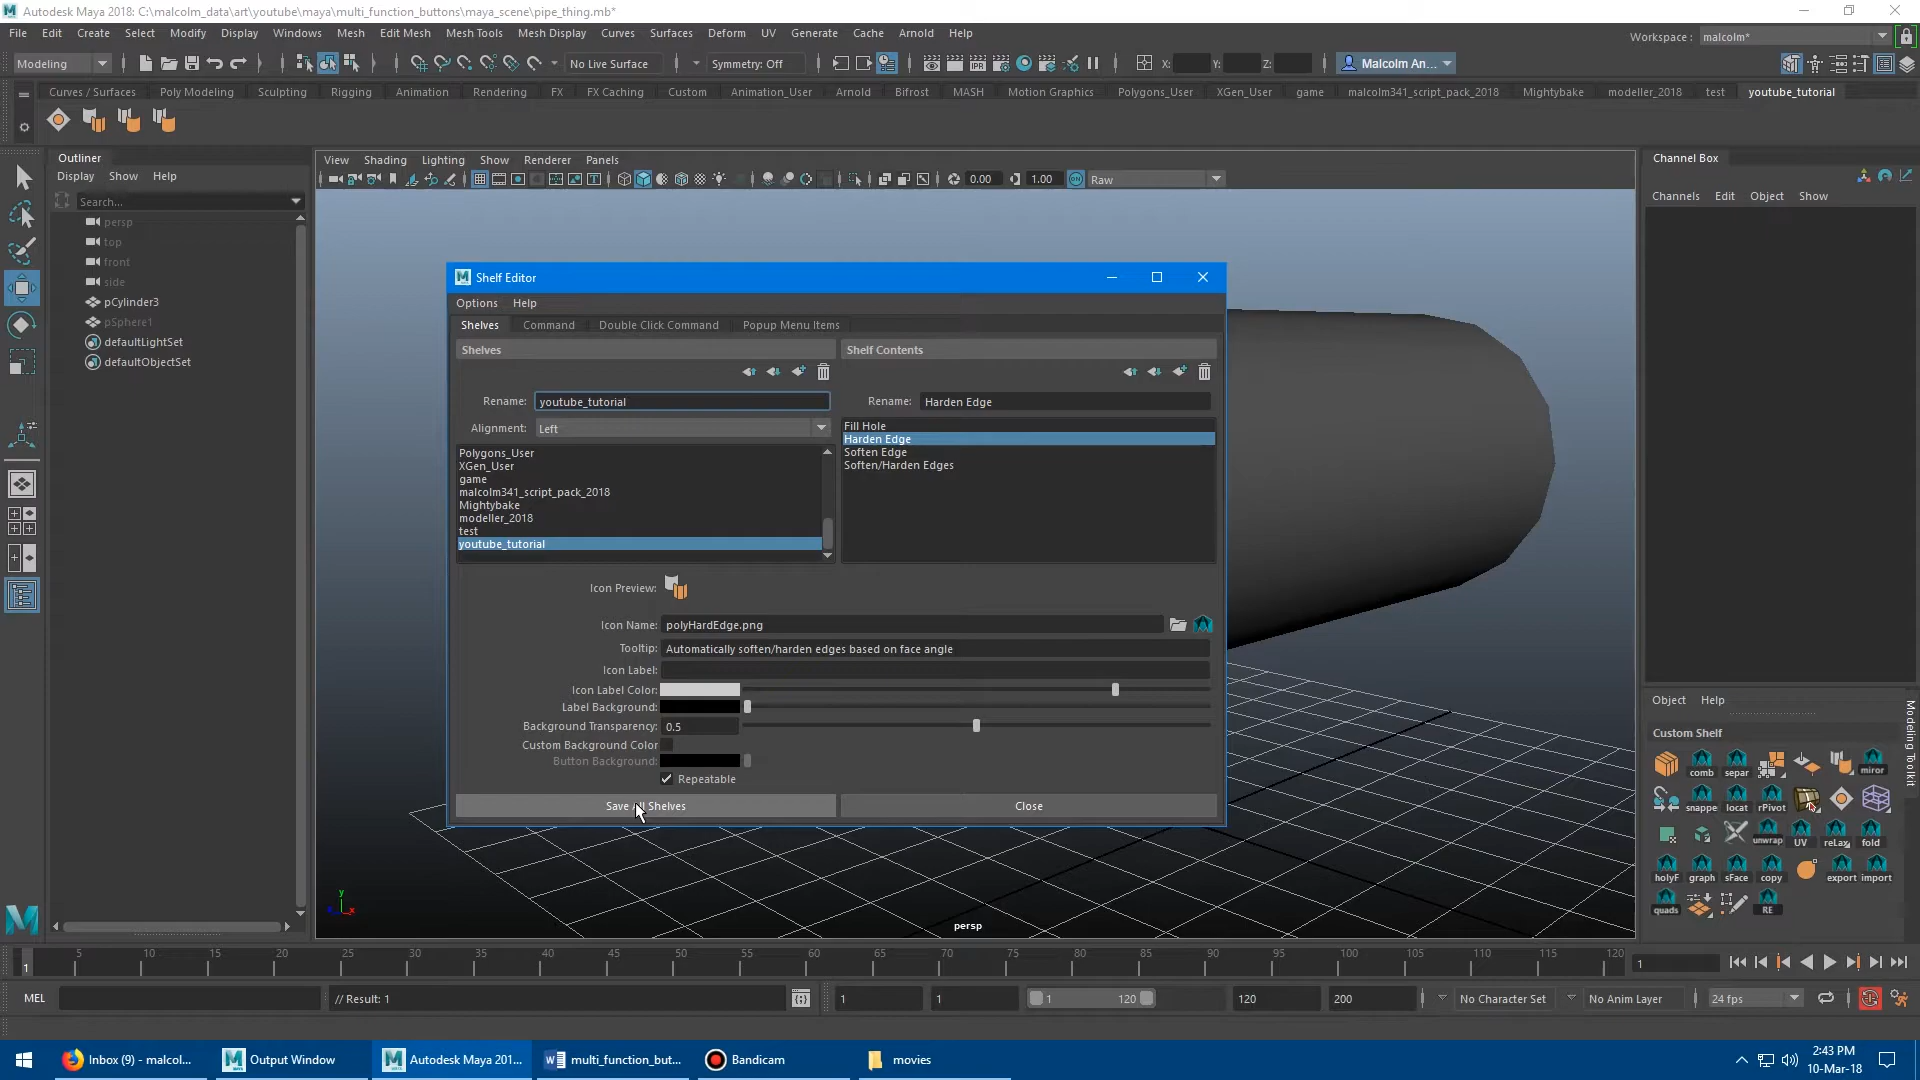 Autodesk Maya 2018: C:\malcolm_data\art\youtube\maya\multi_function_buttons\maya_scene\pipe_thing.mb*
File Edit Create Select Modify Display Windows Mesh Edit Mesh Mesh Tools Mesh Display Curves Surfaces Deform UV Generate Cache Arnold Help
Workspace : malcolm*
Modeling No Live Surface Symmetry: Off X: Y: Z: Malcolm An...
Curves / Surfaces Poly Modeling Sculpting Rigging Animation Rendering FX FX Caching Custom Animation_User Arnold Bifrost MASH Motion Graphics Polygons_User XGen_User game malcolm341_script_pack_2018 Mightybake modeller_2018 test youtube_tutorial
Outliner
Display Show Help
Search...
persp
top
front
side
pCylinder3
pSphere1
defaultLightSet
defaultObjectSet
View Shading Lighting Show Renderer Panels
0.00 1.00 Raw
Shelf Editor
Options Help
Shelves Command Double Click Command Popup Menu Items
Shelves
Rename: youtube_tutorial
Alignment: Left
Polygons_User
XGen_User
game
malcolm341_script_pack_2018
Mightybake
modeller_2018
test
youtube_tutorial
Shelf Contents
Rename: Harden Edge
Fill Hole
Harden Edge
Soften Edge
Soften/Harden Edges
Icon Preview:
Icon Name: polyHardEdge.png
Tooltip: Automatically soften/harden edges based on face angle
Icon Label:
Icon Label Color:
Label Background:
Background Transparency: 0.5
Custom Background Color
Button Background:
Repeatable
Save All Shelves Close
y
x
persp
Channel Box
Channels Edit Object Show
Object Help
Modeling Toolkit
Custom Shelf
comb separ miror
snappe locat rPivot
unwrap UV reLax fold
holyF graph sFace copy export import
quads RE
5 10 15 20 25 30 35 40 45 50 55 60 65 70 75 80 85 90 95 100 105 110 115 120
1 1
MEL // Result: 1 1 1 1 120 120 200 No Character Set No Anim Layer 24 fps
Inbox (9) - malcol... Output Window Autodesk Maya 201... multi_function_but... Bandicam movies
2:43 PM
10-Mar-18